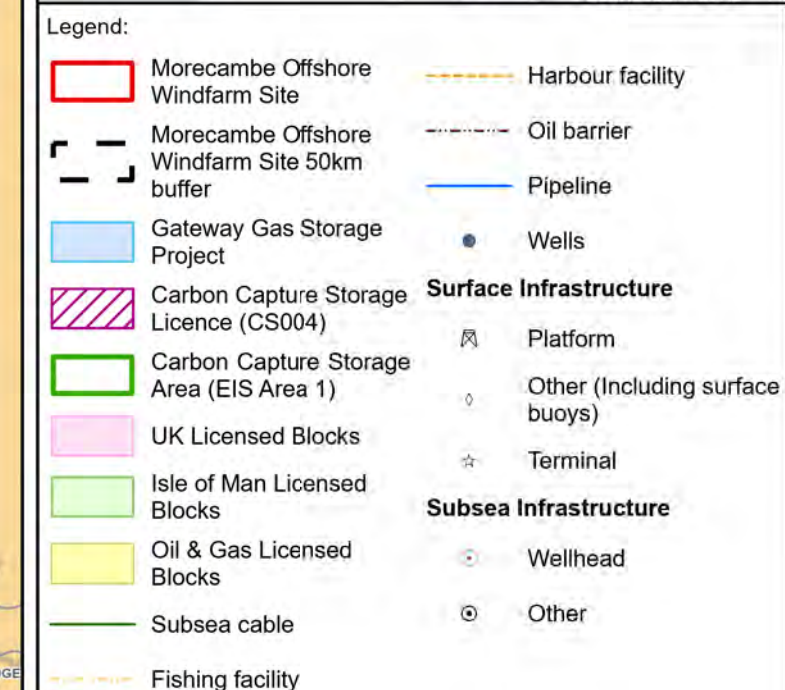 Legend:
Morecambe Offshore
Windfarm Site
Morecambe Offshore
Windfarm Site 50km
buffer
Gateway Gas Storage
Project
Carbon Capture Storage
Licence (CS004)
Carbon Capture Storage
Area (EIS Area 1)
UK Licensed Blocks
Isle of Man Licensed
Blocks
Oil & Gas Licensed
Blocks
Subsea cable
Fishing facility
Harbour facility
Oil barrier
Pipeline
Wells
Surface Infrastructure
Platform
Other (Including surface
buoys)
Terminal
Subsea Infrastructure
Wellhead
Other